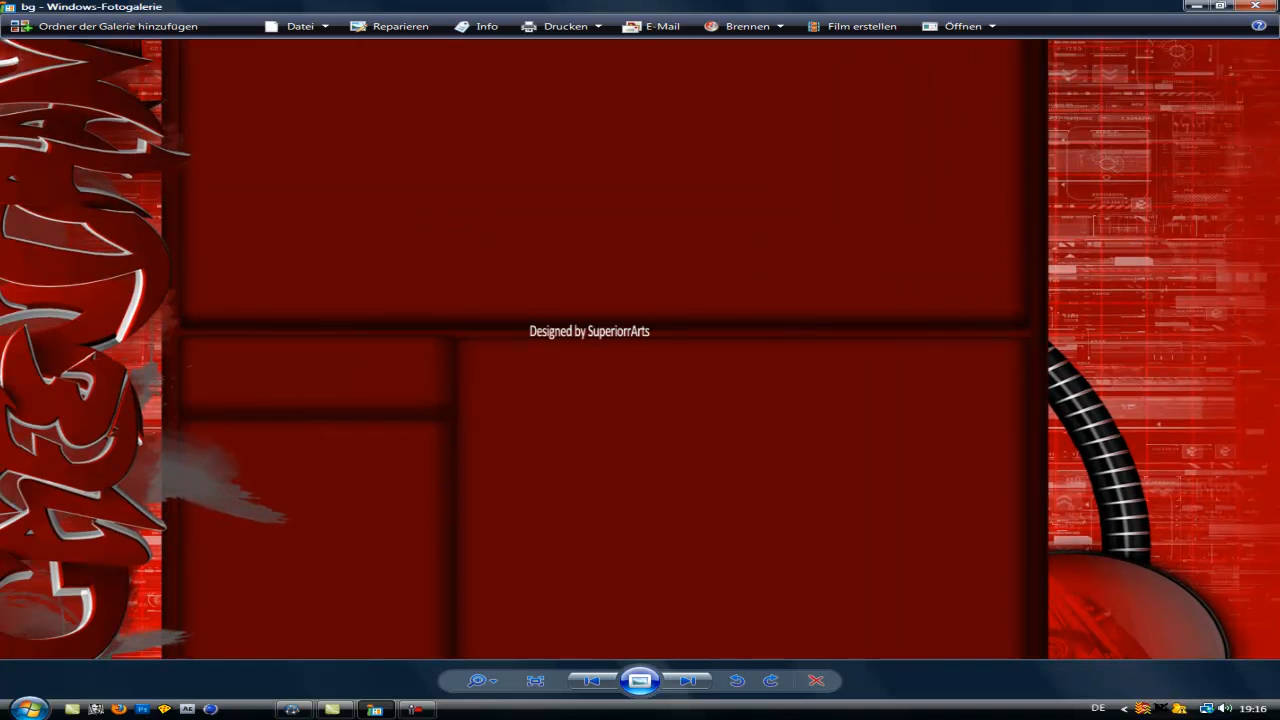 bg - Windows-Fotogalerie
Ordner der Galerie hinzufügen Datei Reparieren Info Drucken E-Mail Brennen Film erstellen Öffnen
Designed by SuperiorrArts
DE 19:16